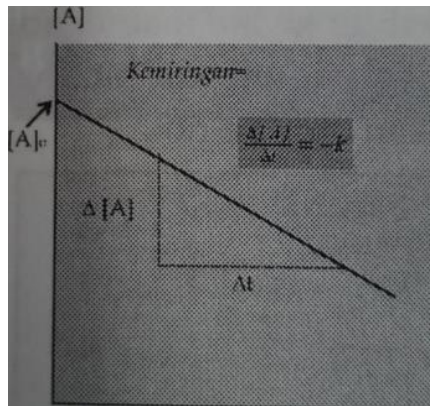 [A]
Kemiringan=
[A]₀
Δ[A]/Δt = -k
Δ [A]
Δt